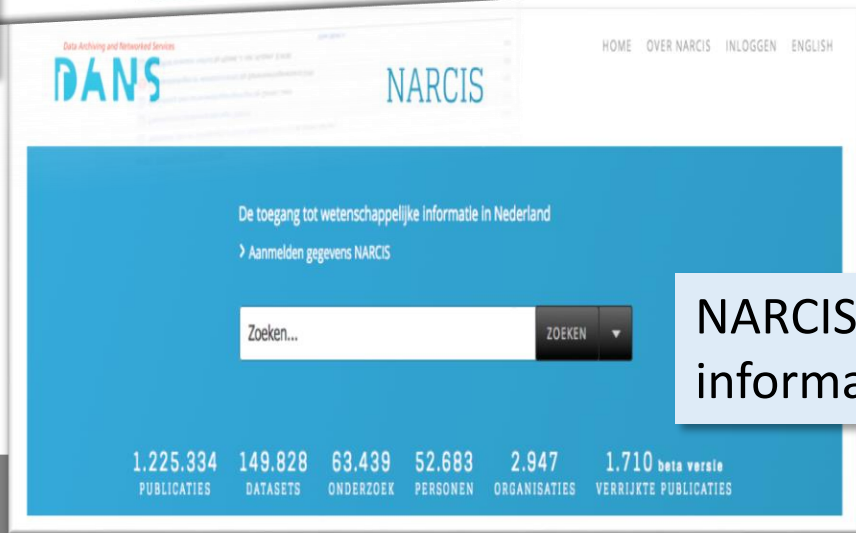 Data Archiving and Networked Services
DANS
NARCIS
HOME OVER NARCIS INLOGGEN ENGLISH
De toegang tot wetenschappelijke informatie in Nederland
› Aanmelden gegevens NARCIS
Zoeken...
ZOEKEN
NARCIS
informa
1.225.334 149.828 63.439 52.683 2.947 1.710 beta versie
PUBLICATIES DATASETS ONDERZOEK PERSONEN ORGANISATIES VERRIJKTE PUBLICATIES